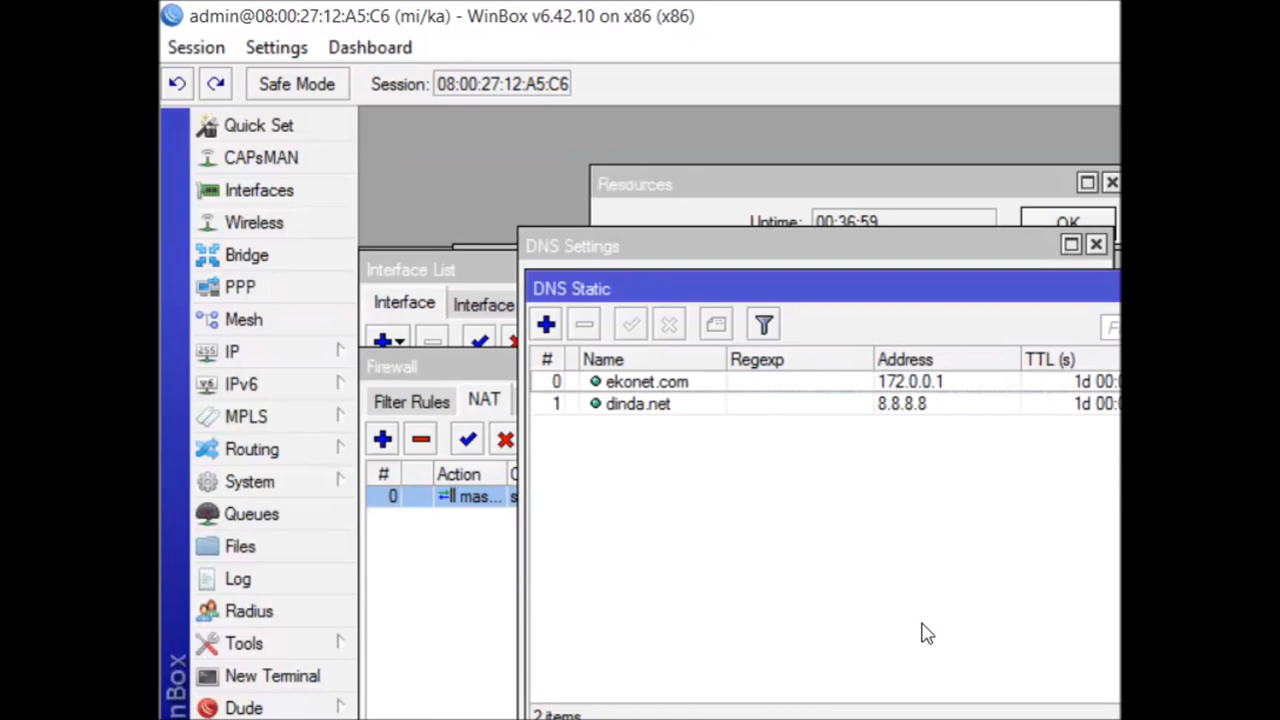 admin@08:00:27:12:A5:C6 (mi/ka) - WinBox v6.42.10 on x86 (x86)
Session Settings Dashboard
Safe Mode Session: 08:00:27:12:A5:C6
Quick Set
CAPsMAN
Interfaces
Wireless
Bridge
PPP
Mesh
IP
IPv6
MPLS
Routing
System
Queues
Files
Log
Radius
Tools
New Terminal
Dude
nBox
Resources
Uptime: 00:36:59 OK
Interface List
Interface Interface
Firewall
Filter Rules NAT
# Action
0 mas...
DNS Settings
DNS Static
# Name Regexp Address TTL (s)
0 ekonet.com 172.0.0.1 1d 00:
1 dinda.net 8.8.8.8 1d 00:
2 items